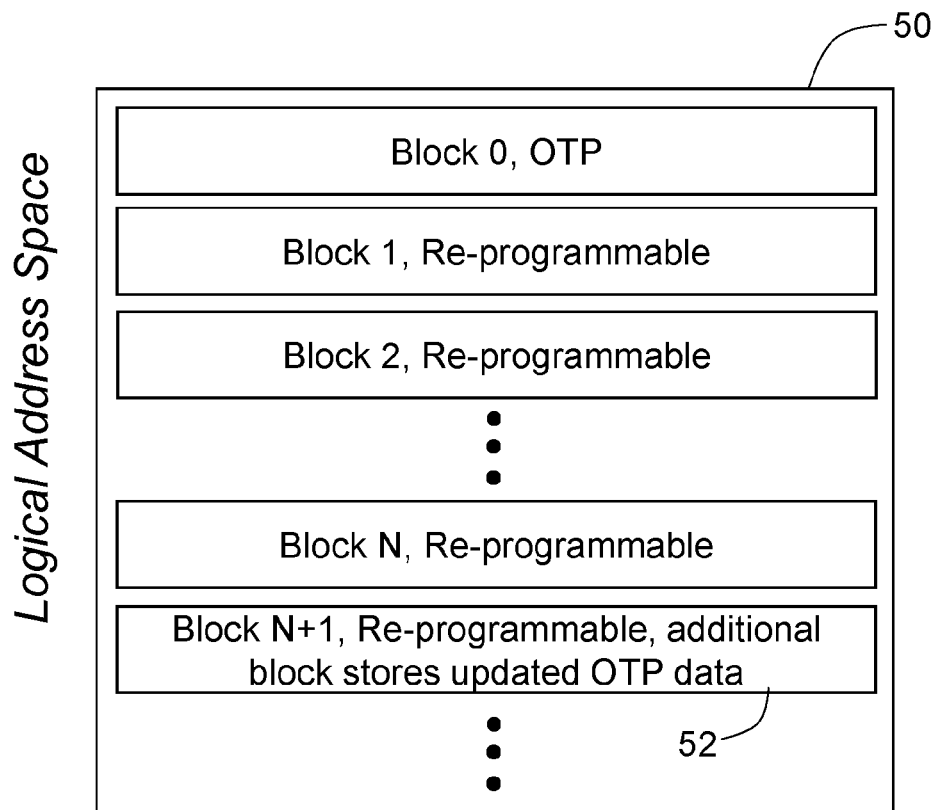 50
Logical Address Space
Block 0, OTP
Block 1, Re-programmable
Block 2, Re-programmable
Block N, Re-programmable
Block N+1, Re-programmable, additional
block stores updated OTP data
52